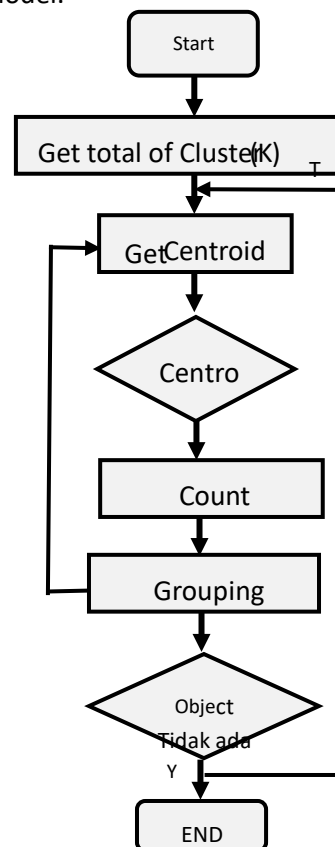 Start
Get total of Cluster(K)
T
Get Centroid
Centro
Count
Grouping
Object
Tidak ada
Y
END